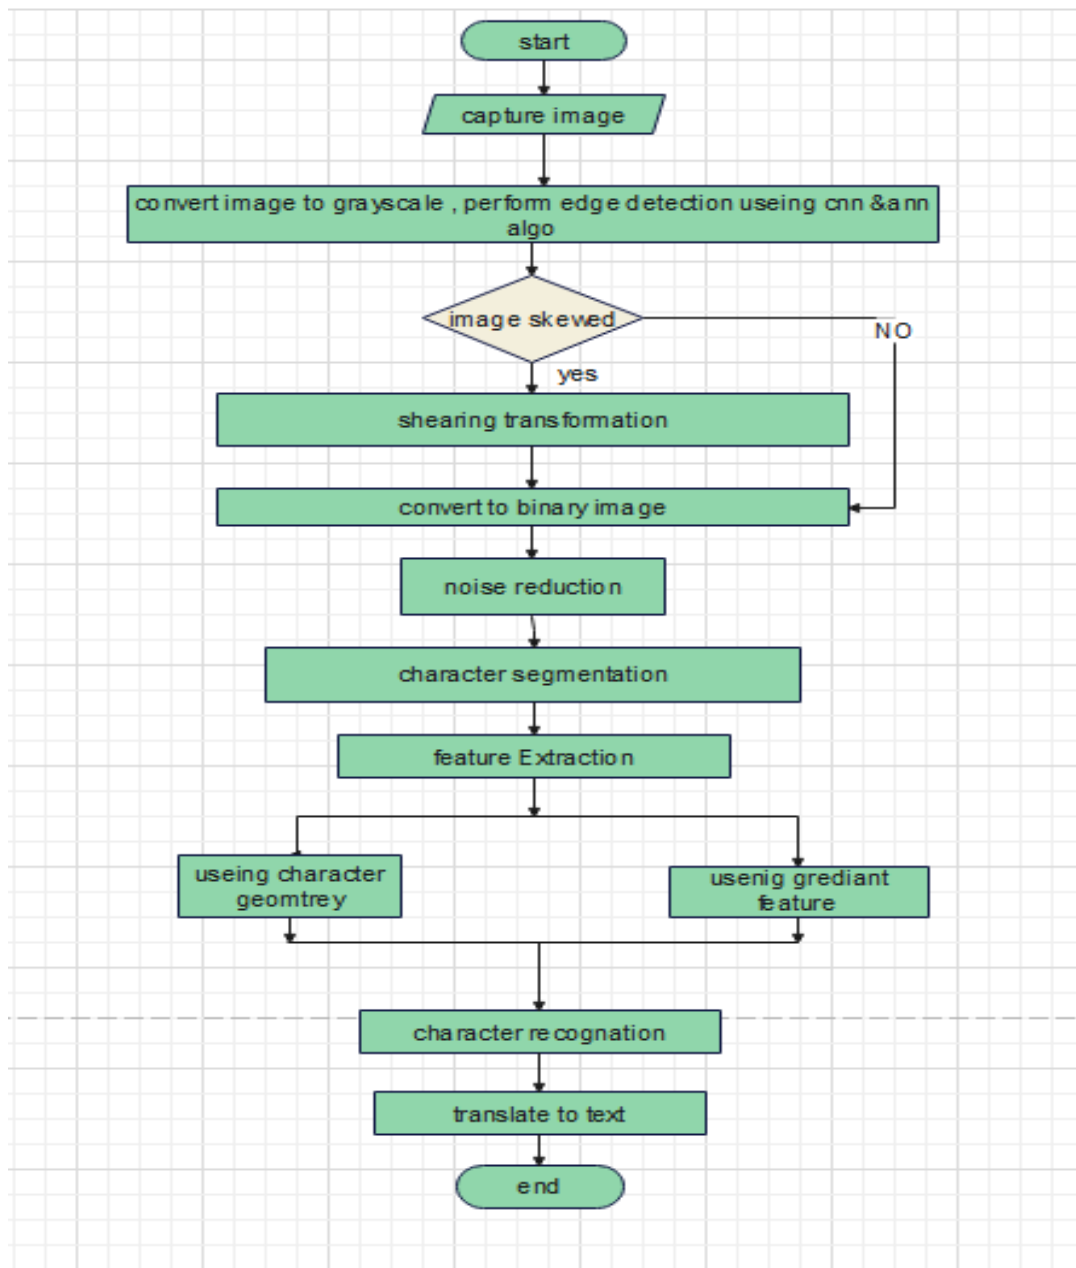 start
capture image
convert image to grayscale , perform edge detection useing cnn &ann
algo
image skewed
NO
yes
shearing transformation
convert to binary image
noise reduction
character segmentation
feature Extraction
useing character
geomtrey
usenig grediant
feature
character recognation
translate to text
end